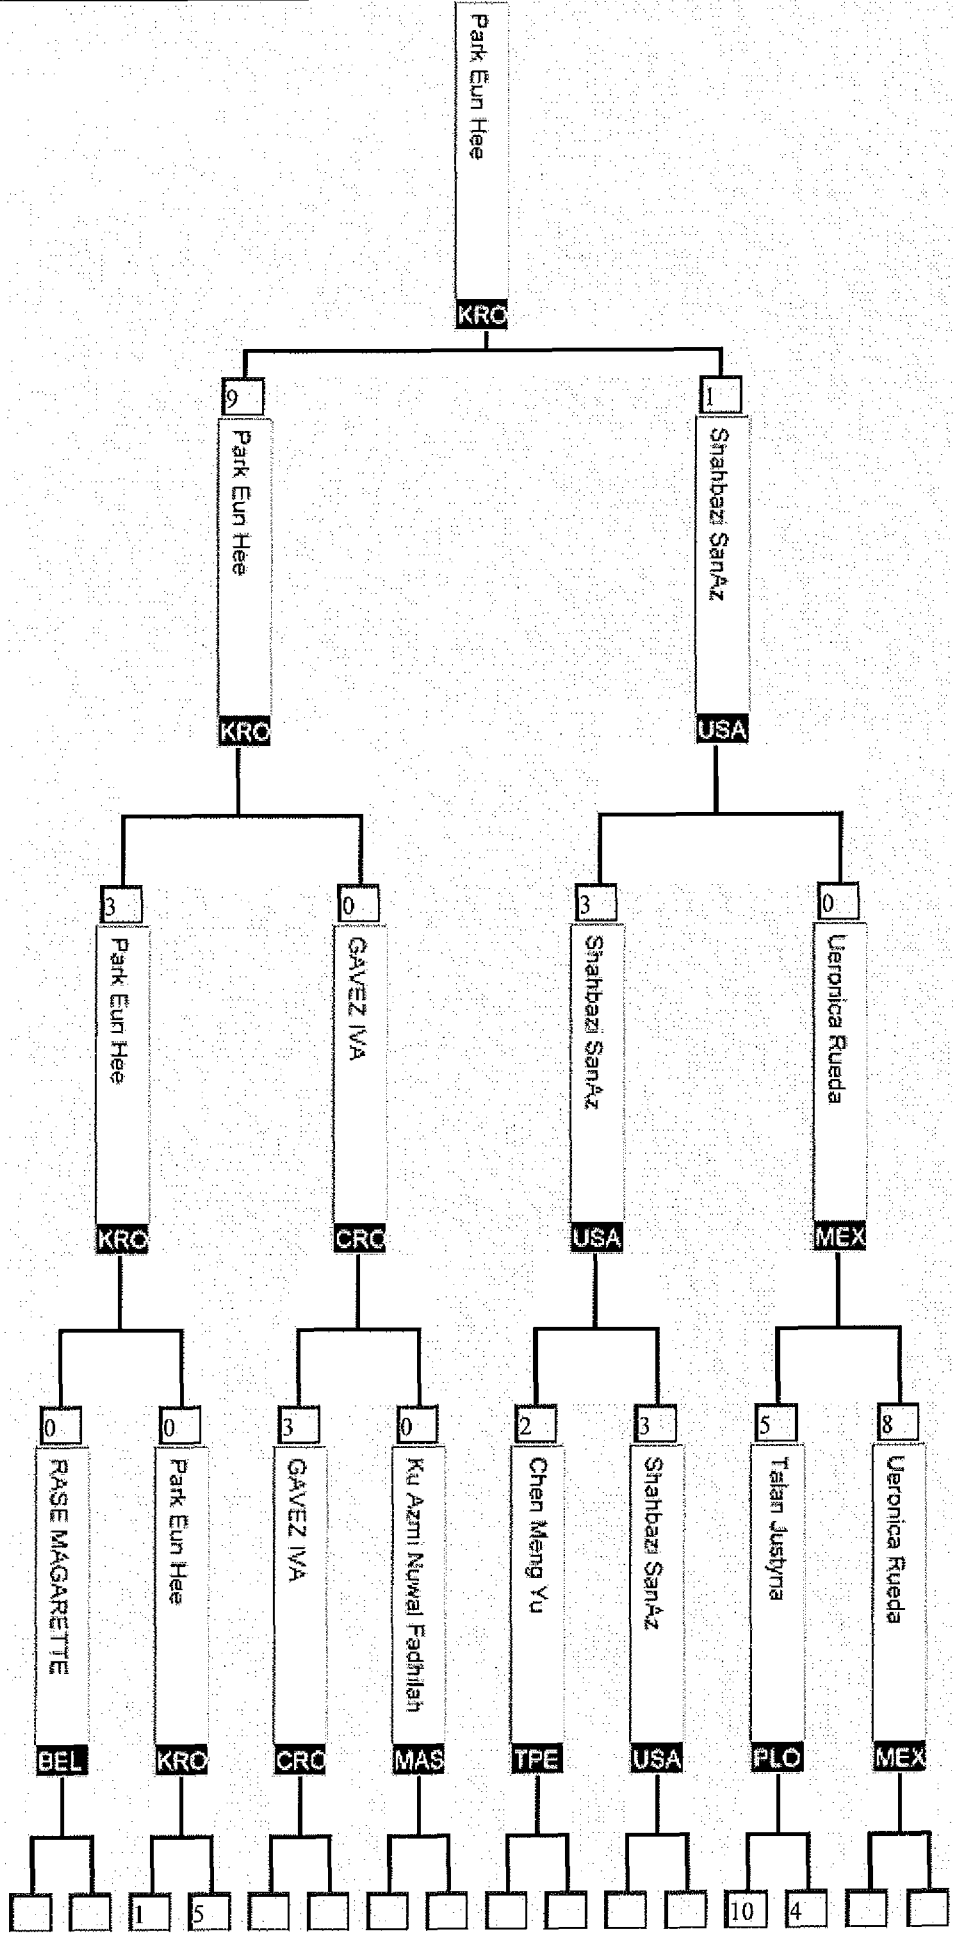 Park Eun Hee
KRO
9
Park Eun Hee
KRO
1
Shahbazi SanAz
USA
3
Park Eun Hee
KRO
0
GAVEZ IVA
CRO
3
Shahbazi SanAz
USA
0
Ueronica Rueda
MEX
0
RASE MAGARETTE
BEL
0
Park Eun Hee
KRO
3
GAVEZ IVA
CRO
0
Ku Azmi Nuwal Fadhilah
MAS
2
Chen Meng Yu
TPE
3
Shahbazi SanAz
USA
5
Talan Justyna
PLO
8
Ueronica Rueda
MEX
1
5
10
4